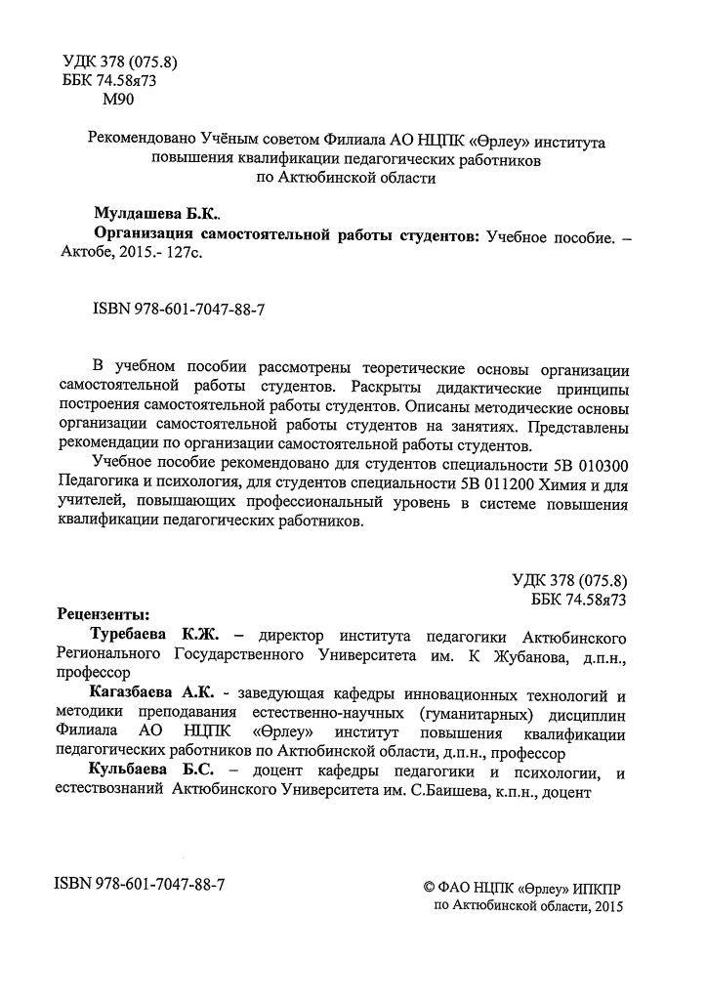 УДК 378 (075.8)
ББК 74.58я73
М90
Рекомендовано Учёным советом Филиала АО НЦПК «Өрлеу» института
повышения квалификации педагогических работников
по Актюбинской области
Мулдашева Б.К..
Организация самостоятельной работы студентов: Учебное пособие. –
Актобе, 2015.- 127с.
ISBN 978-601-7047-88-7
В учебном пособии рассмотрены теоретические основы организации
самостоятельной работы студентов. Раскрыты дидактические принципы
построения самостоятельной работы студентов. Описаны методические основы
организации самостоятельной работы студентов на занятиях. Представлены
рекомендации по организации самостоятельной работы студентов.
Учебное пособие рекомендовано для студентов специальности 5В 010300
Педагогика и психология, для студентов специальности 5В 011200 Химия и для
учителей, повышающих профессиональный уровень в системе повышения
квалификации педагогических работников.
УДК 378 (075.8)
ББК 74.58я73
Рецензенты:
Туребаева К.Ж. – директор института педагогики Актюбинского
Регионального Государственного Университета им. К Жубанова, д.п.н.,
профессор
Кагазбаева А.К. - заведующая кафедры инновационных технологий и
методики преподавания естественно-научных (гуманитарных) дисциплин
Филиала АО НЦПК «Өрлеу» институт повышения квалификации
педагогических работников по Актюбинской области, д.п.н., профессор
Кульбаева Б.С. – доцент кафедры педагогики и психологии, и
естествознаний Актюбинского Университета им. С.Баишева, к.п.н., доцент
ISBN 978-601-7047-88-7
© ФАО НЦПК «Өрлеу» ИПКПР
по Актюбинской области, 2015